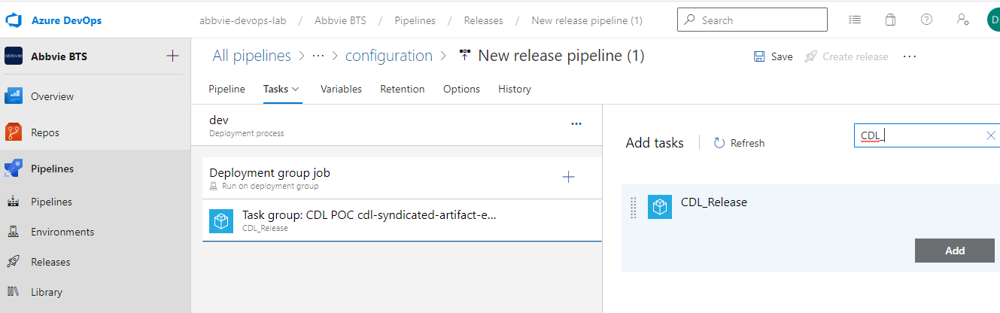 Azure DevOps
abbvie-devops-lab / Abbvie BTS / Pipelines / Releases / New release pipeline (1)
Search
D
abbvie
Abbvie BTS
Overview
Repos
Pipelines
Pipelines
Environments
Releases
Library
All pipelines > ··· > configuration > New release pipeline (1)
Save
Create release
···
Pipeline
Tasks
Variables
Retention
Options
History
dev
Deployment process
···
Deployment group job
Run on deployment group
Task group: CDL POC cdl-syndicated-artifact-e...
CDL_Release
Add tasks
Refresh
CDL_
CDL_Release
Add